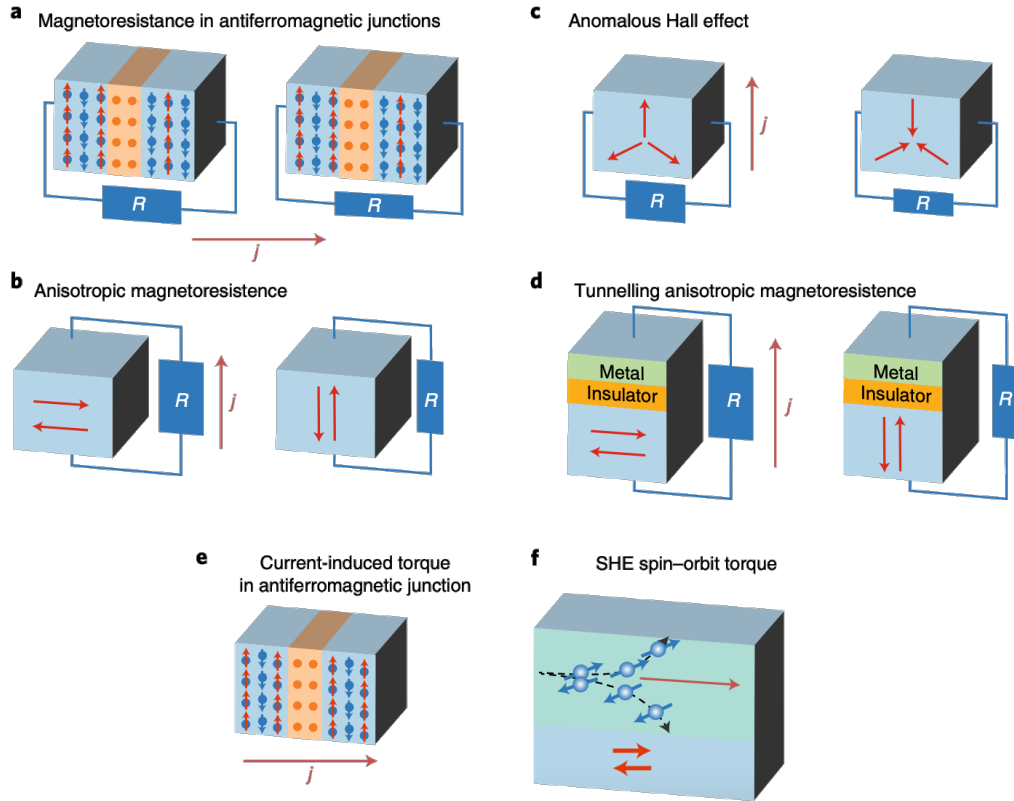 a Magnetoresistance in antiferromagnetic junctions
R
R
j
b Anisotropic magnetoresistence
R
j
R
c Anomalous Hall effect
j
R
R
d Tunnelling anisotropic magnetoresistence
Metal
Insulator
R
j
Metal
Insulator
R
e Current-induced torque
in antiferromagnetic junction
j
f SHE spin–orbit torque